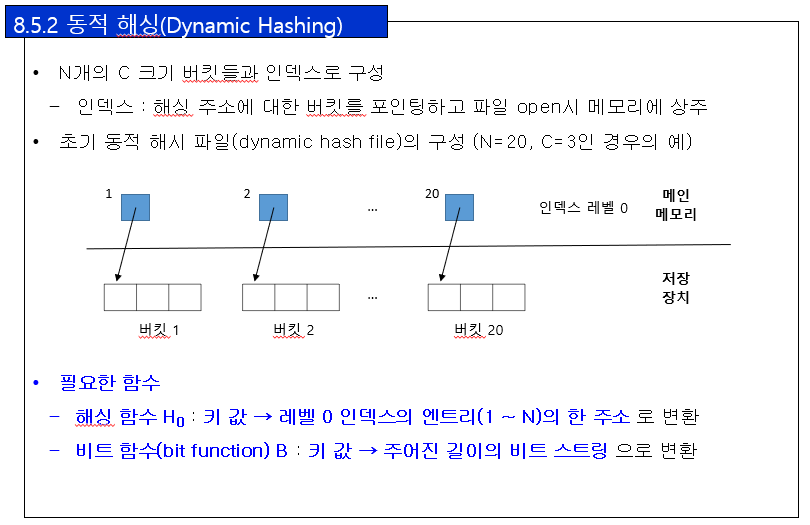 8.5.2 동적 해싱(Dynamic Hashing)
• N개의 C 크기 버킷들과 인덱스로 구성
– 인덱스 : 해싱 주소에 대한 버킷를 포인팅하고 파일 open시 메모리에 상주
• 초기 동적 해시 파일(dynamic hash file)의 구성 (N=20, C=3인 경우의 예)
1 2 ... 20 인덱스 레벨 0 메인
메모리
... 저장
장치
버킷 1 버킷 2 버킷 20
• 필요한 함수
– 해싱 함수 H₀ : 키 값 → 레벨 0 인덱스의 엔트리(1 ~ N)의 한 주소 로 변환
– 비트 함수(bit function) B : 키 값 → 주어진 길이의 비트 스트링 으로 변환